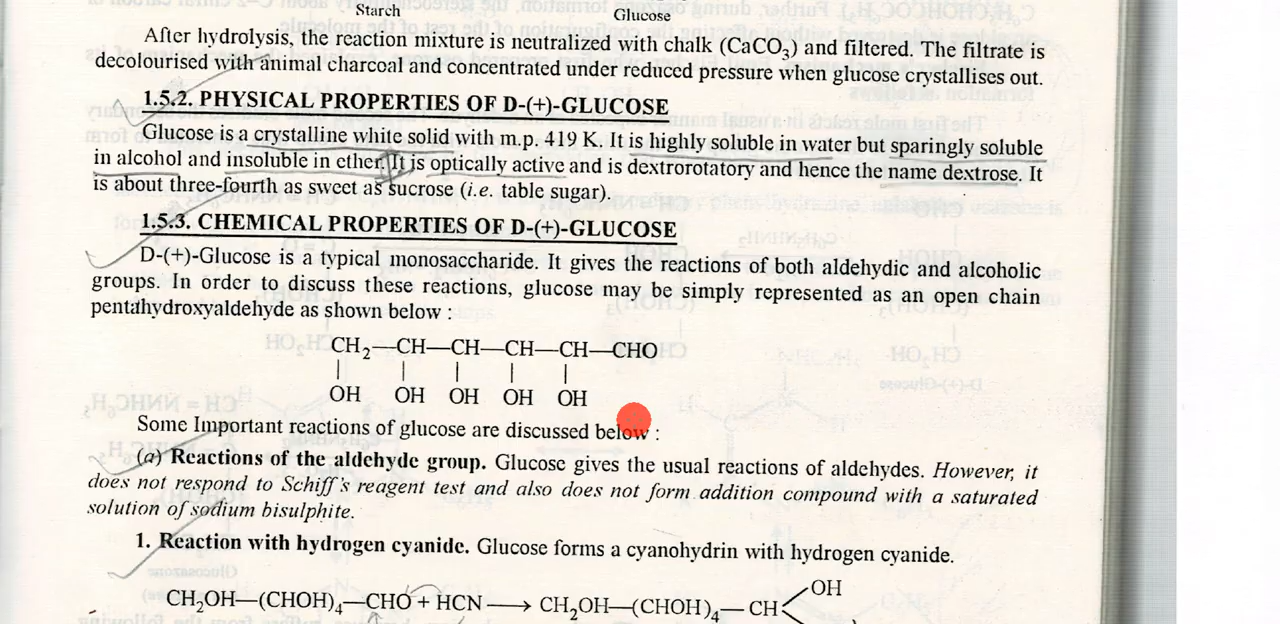 Starch Glucose
After hydrolysis, the reaction mixture is neutralized with chalk (CaCO₃) and filtered. The filtrate is
decolourised with animal charcoal and concentrated under reduced pressure when glucose crystallises out.
1.5.2. PHYSICAL PROPERTIES OF D-(+)-GLUCOSE
Glucose is a crystalline white solid with m.p. 419 K. It is highly soluble in water but sparingly soluble
in alcohol and insoluble in ether. It is optically active and is dextrorotatory and hence the name dextrose. It
is about three-fourth as sweet as sucrose (i.e. table sugar).
1.5.3. CHEMICAL PROPERTIES OF D-(+)-GLUCOSE
D-(+)-Glucose is a typical monosaccharide. It gives the reactions of both aldehydic and alcoholic
groups. In order to discuss these reactions, glucose may be simply represented as an open chain
pentahydroxyaldehyde as shown below :
CH₂—CH—CH—CH—CH—CHO
| | | | |
OH OH OH OH OH
Some Important reactions of glucose are discussed below :
(a) Reactions of the aldehyde group. Glucose gives the usual reactions of aldehydes. However, it
does not respond to Schiff's reagent test and also does not form addition compound with a saturated
solution of sodium bisulphite.
1. Reaction with hydrogen cyanide. Glucose forms a cyanohydrin with hydrogen cyanide.
OH
CH₂OH—(CHOH)₄—CHO + HCN ⟶ CH₂OH—(CHOH)₄—CH